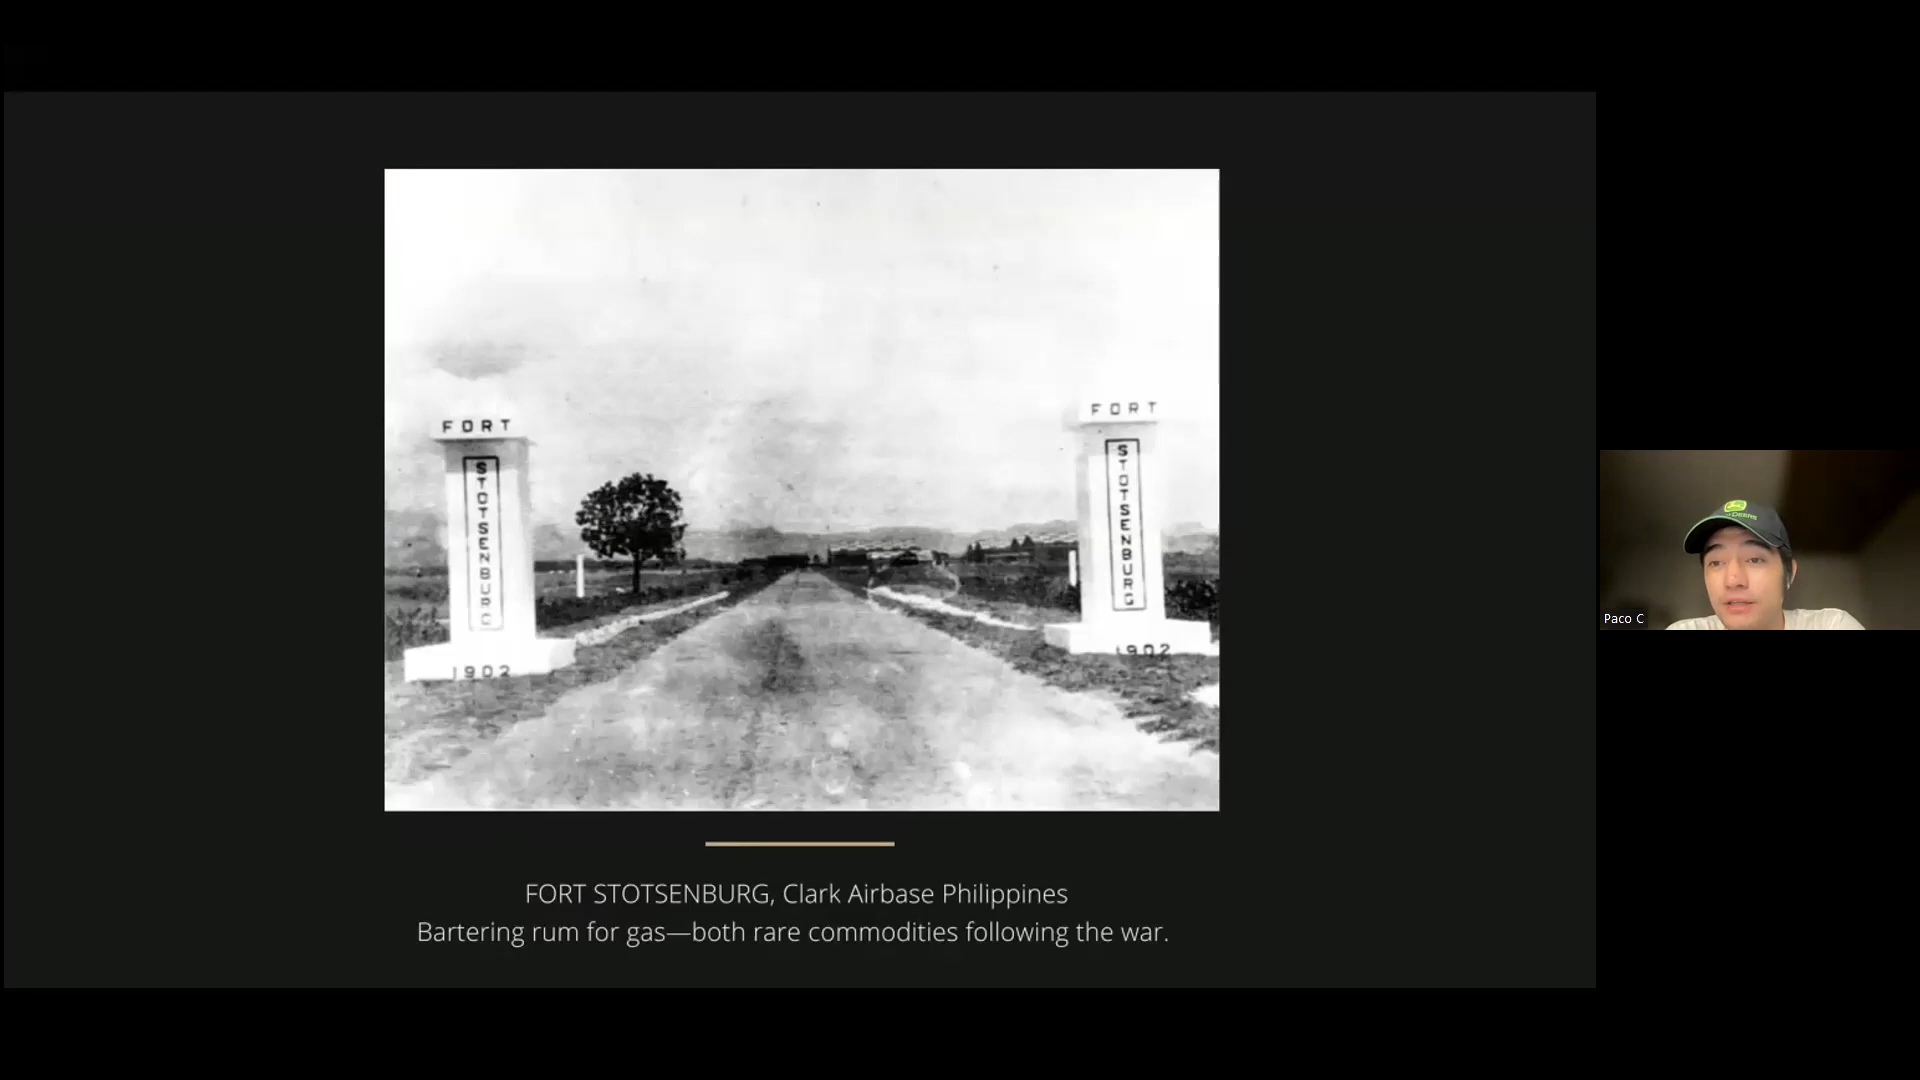 FORT
STOTSENBURG
1902
FORT
STOTSENBURG
1902
FORT STOTSENBURG, Clark Airbase Philippines
Bartering rum for gas—both rare commodities following the war.
Paco C